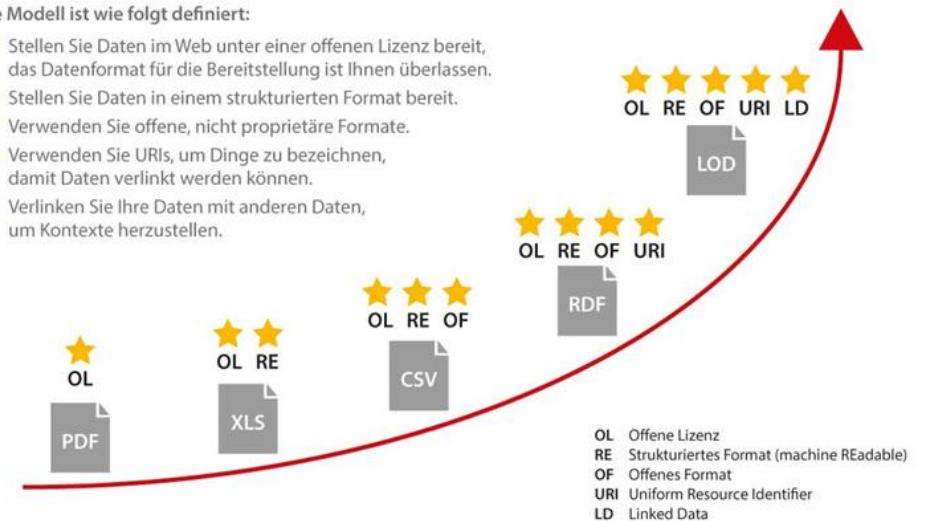 Modell ist wie folgt definiert:
Stellen Sie Daten im Web unter einer offenen Lizenz bereit,
das Datenformat für die Bereitstellung ist Ihnen überlassen.
Stellen Sie Daten in einem strukturierten Format bereit.
Verwenden Sie offene, nicht proprietäre Formate.
Verwenden Sie URIs, um Dinge zu bezeichnen,
damit Daten verlinkt werden können.
Verlinken Sie Ihre Daten mit anderen Daten,
um Kontexte herzustellen.
OL
PDF
OL RE
XLS
OL RE OF
CSV
OL RE OF URI
RDF
OL RE OF URI LD
LOD
OL Offene Lizenz
RE Strukturiertes Format (machine REadable)
OF Offenes Format
URI Uniform Resource Identifier
LD Linked Data